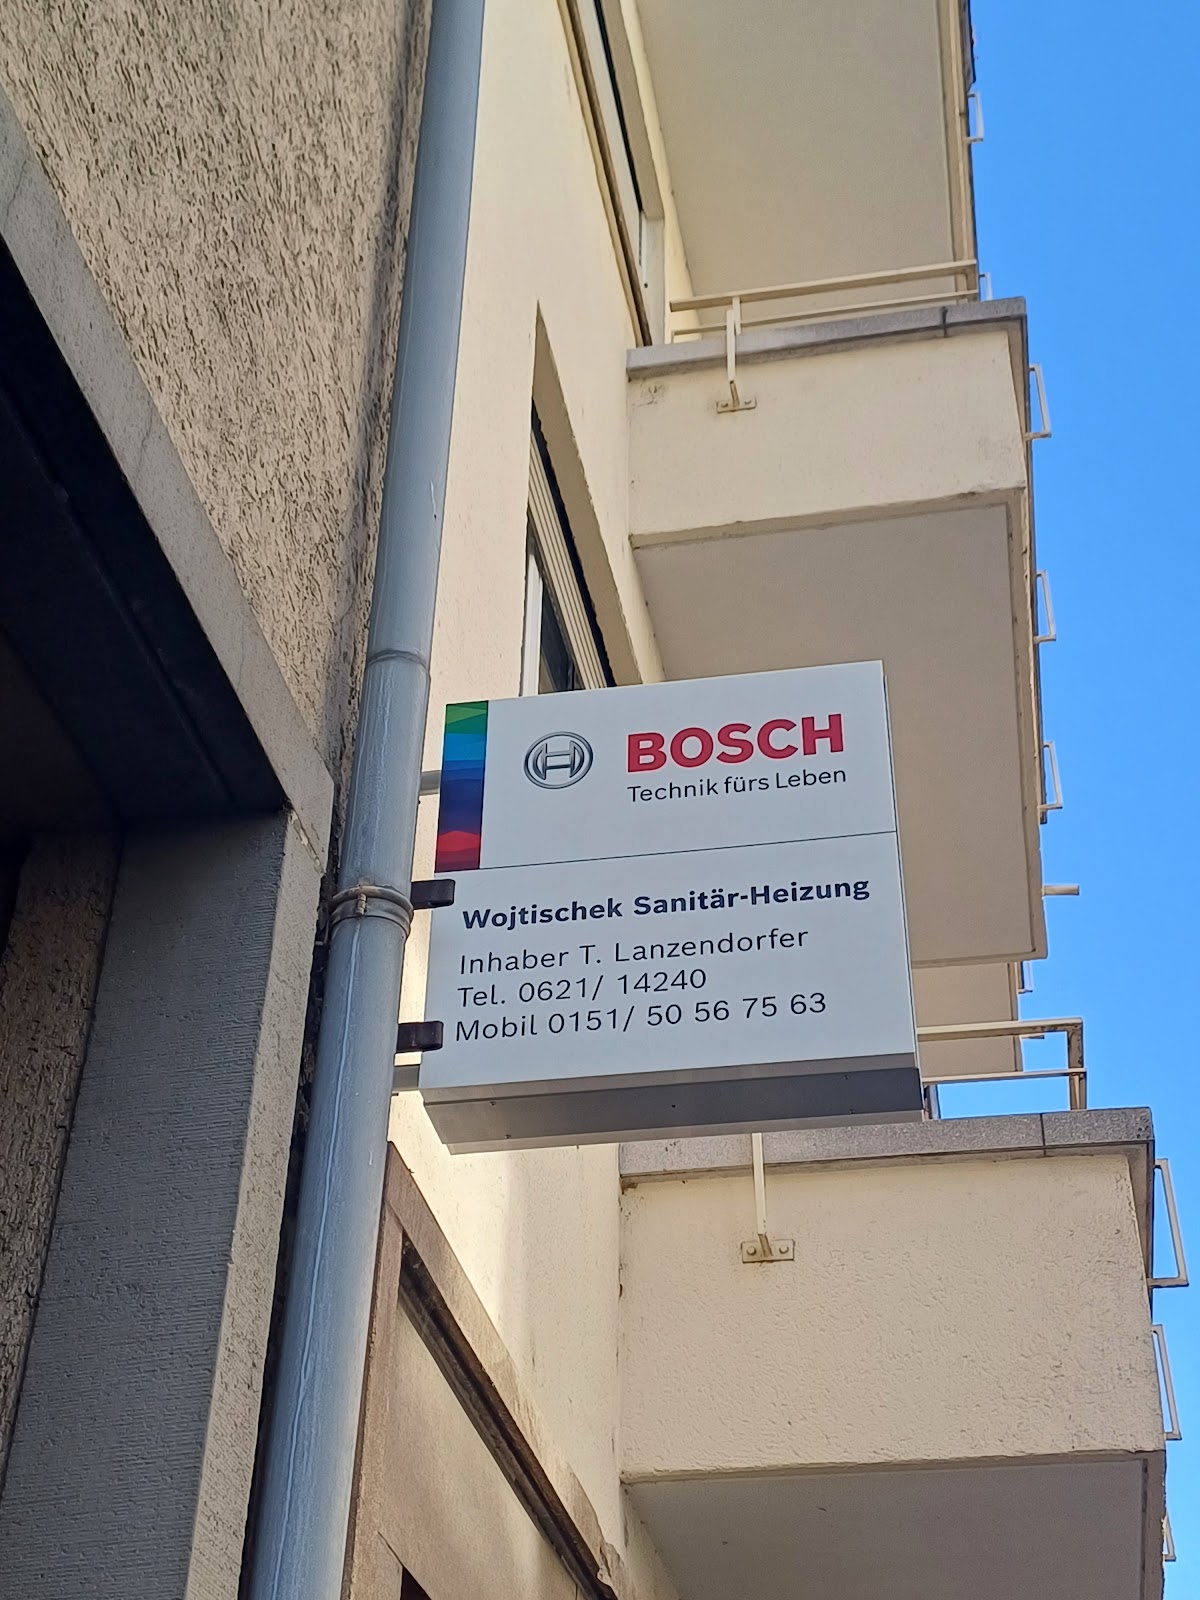 BOSCH
Technik fürs Leben
Wojtischek Sanitär-Heizung
Inhaber T. Lanzendorfer
Tel. 0621/ 14240
Mobil 0151/ 50 56 75 63